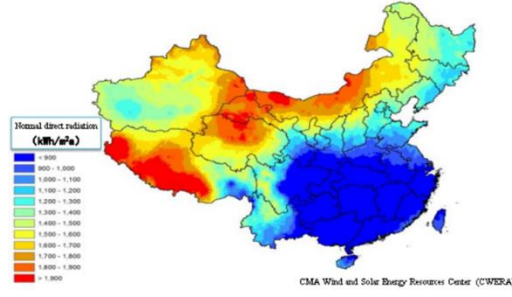 Normal direct radiation
(kWh/m²a)
< 900
900 - 1,000
1,000 - 1,100
1,100 - 1,200
1,200 - 1,300
1,300 - 1,400
1,400 - 1,500
1,500 - 1,600
1,600 - 1,700
1,700 - 1,800
1,800 - 1,900
> 1,900
CMA Wind and Solar Energy Resources Center (CWERA)